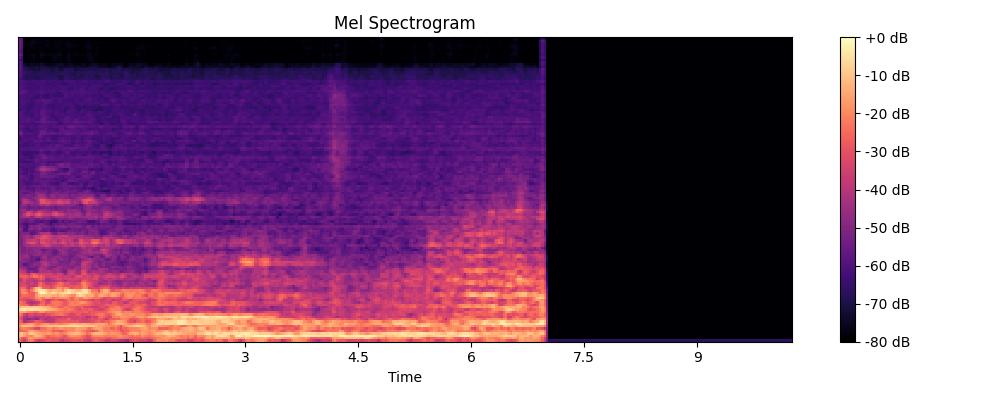 Mel Spectrogram
+0 dB
-10 dB
-20 dB
-30 dB
-40 dB
-50 dB
-60 dB
-70 dB
-80 dB
0 1.5 3 4.5 6 7.5 9
Time